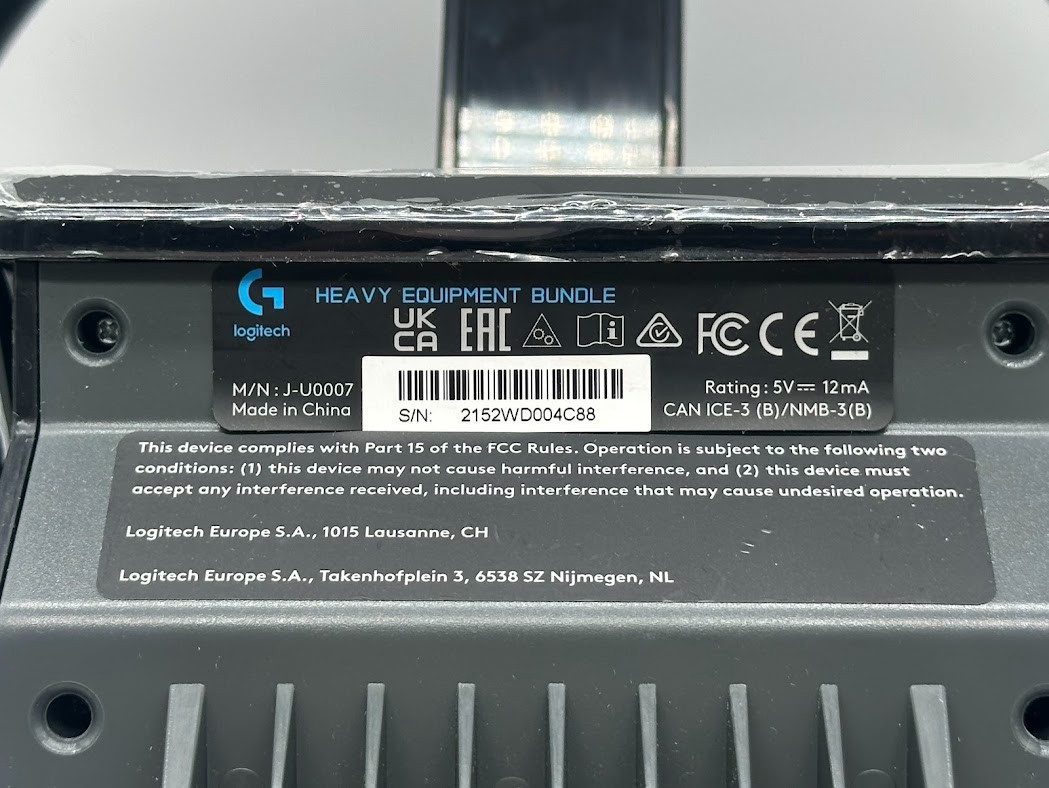 logitech
HEAVY EQUIPMENT BUNDLE
UK
CA
EAC
FC CE
M/N : J-U0007
Made in China
S/N: 2152WD004C88
Rating : 5V⎓ 12mA
CAN ICE-3 (B)/NMB-3(B)
This device complies with Part 15 of the FCC Rules. Operation is subject to the following two
conditions: (1) this device may not cause harmful interference, and (2) this device must
accept any interference received, including interference that may cause undesired operation.
Logitech Europe S.A., 1015 Lausanne, CH
Logitech Europe S.A., Takenhofplein 3, 6538 SZ Nijmegen, NL